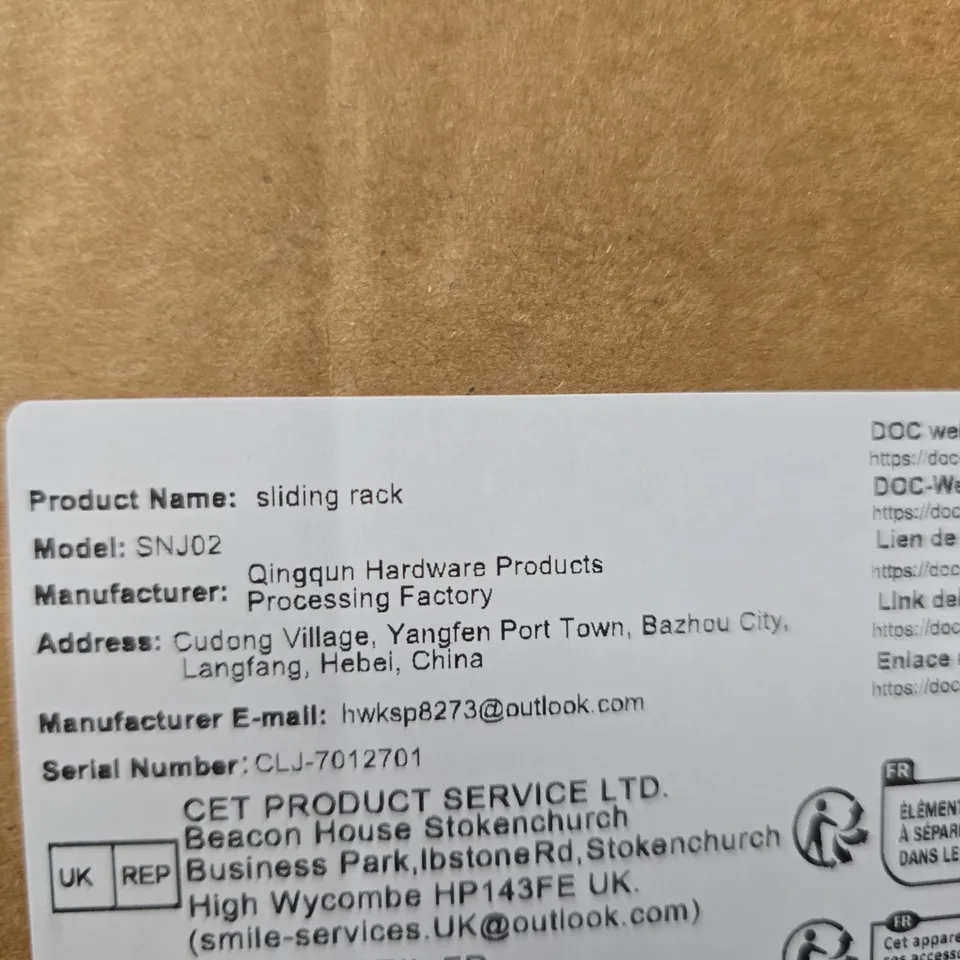 Product Name: sliding rack
Model: SNJ02
Manufacturer: Qingqun Hardware Products
Processing Factory
Address: Cudong Village, Yangfen Port Town, Bazhou City,
Langfang, Hebei, China
Manufacturer E-mail: hwksp8273@outlook.com
Serial Number: CLJ-7012701
UK REP
CET PRODUCT SERVICE LTD.
Beacon House Stokenchurch
Business Park,IbstoneRd,Stokenchurch
High Wycombe HP143FE UK.
(smile-services.UK@outlook.com)
DOC we
https://doc
DOC-We
https://doc
Lien de
https://doc
Link del
https://doc
Enlace
https://doc
FR
ÉLÉMENT
À SÉPAR
DANS LE
FR
Cet appare